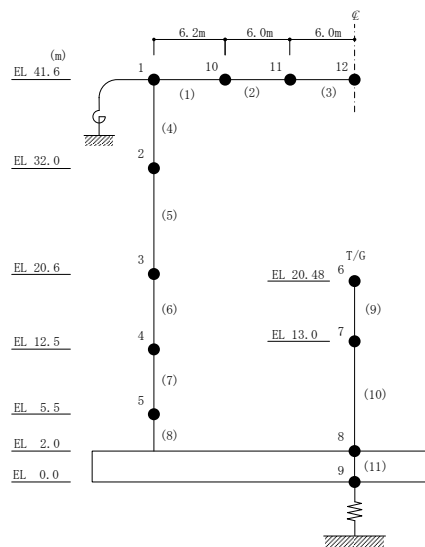 ℄
6.2m 6.0m 6.0m
(m)
EL 41.6 1 10 11 12
(1) (2) (3)
(4)
EL 32.0 2
(5)
EL 20.6 3 T/G
EL 20.48 6
(6) (9)
EL 12.5 4 EL 13.0 7
(7) (10)
EL 5.5 5
(8)
EL 2.0 8
(11)
EL 0.0 9